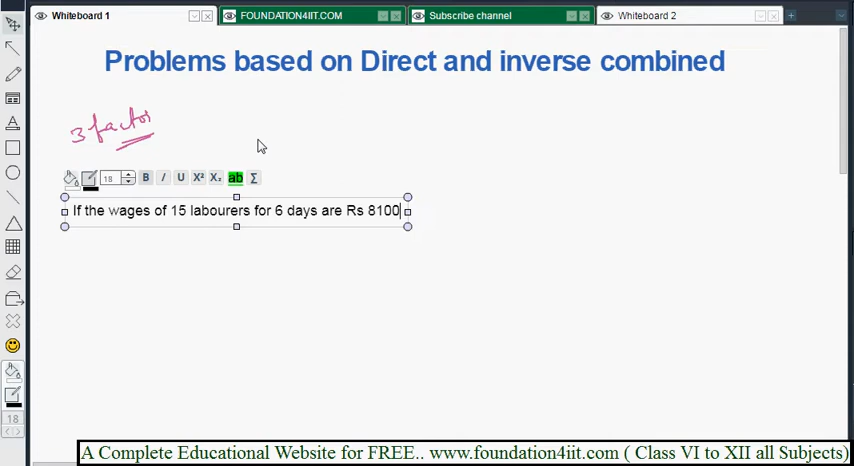 Whiteboard 1
FOUNDATION4IIT.COM
Subscribe channel
Whiteboard 2
Problems based on Direct and inverse combined
3 factor
18 B I U X² X₂ ab Σ
If the wages of 15 labourers for 6 days are Rs 8100
18
A Complete Educational Website for FREE.. www.foundation4iit.com ( Class VI to XII all Subjects)